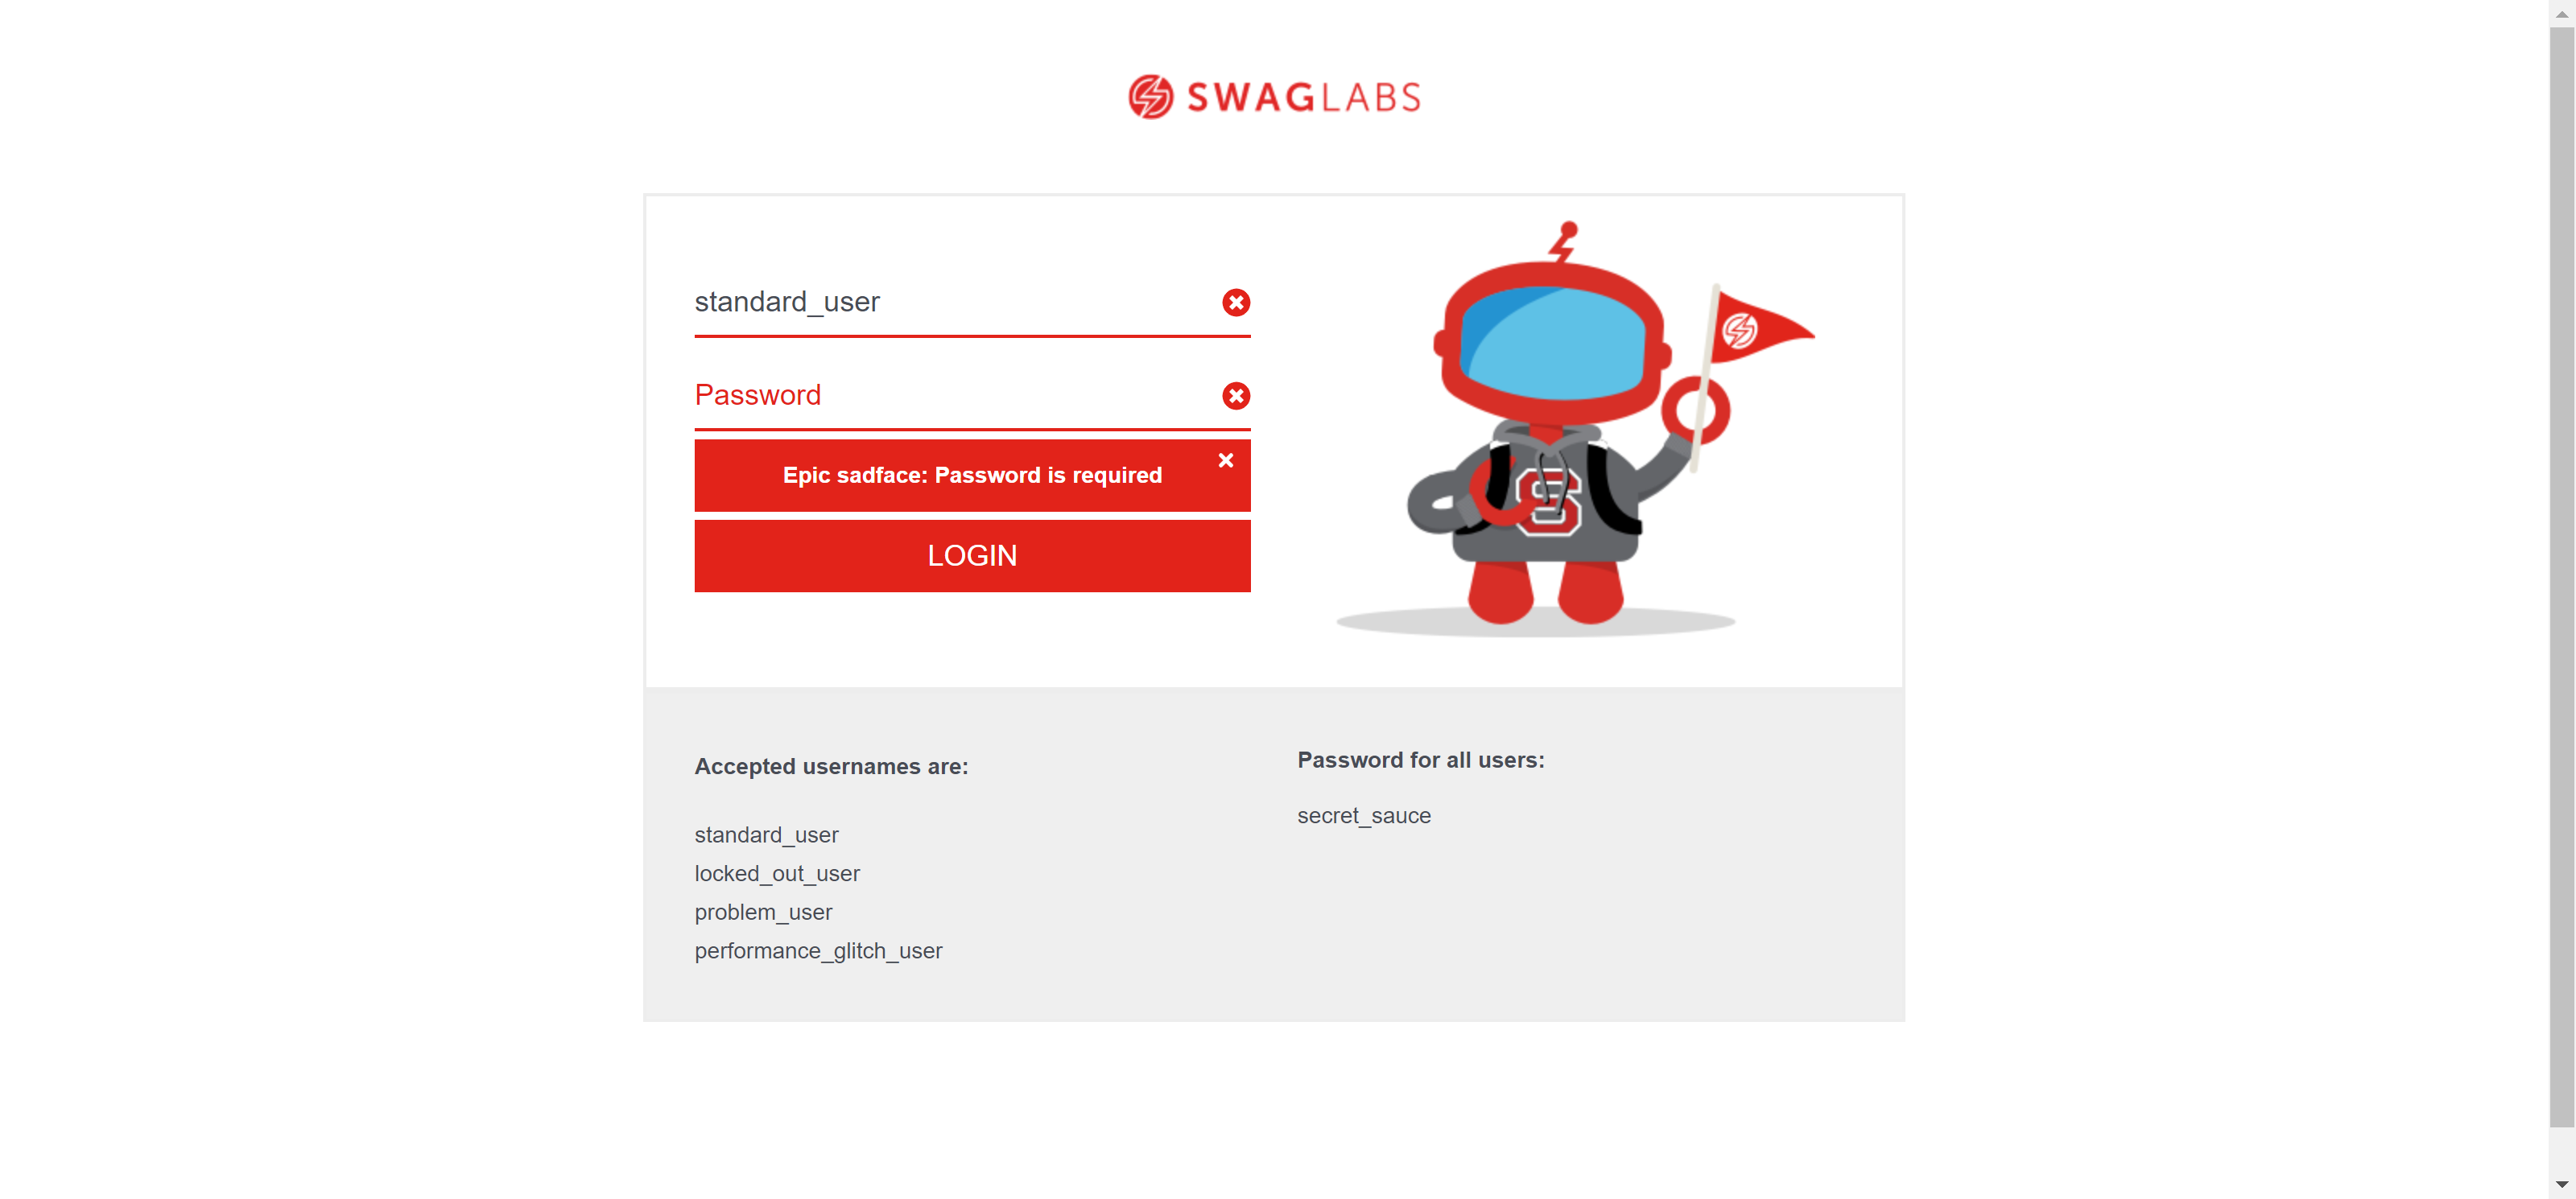 SWAGLABS
standard_user
Password
Epic sadface: Password is required
LOGIN
S
Accepted usernames are:
standard_user
locked_out_user
problem_user
performance_glitch_user
Password for all users:
secret_sauce